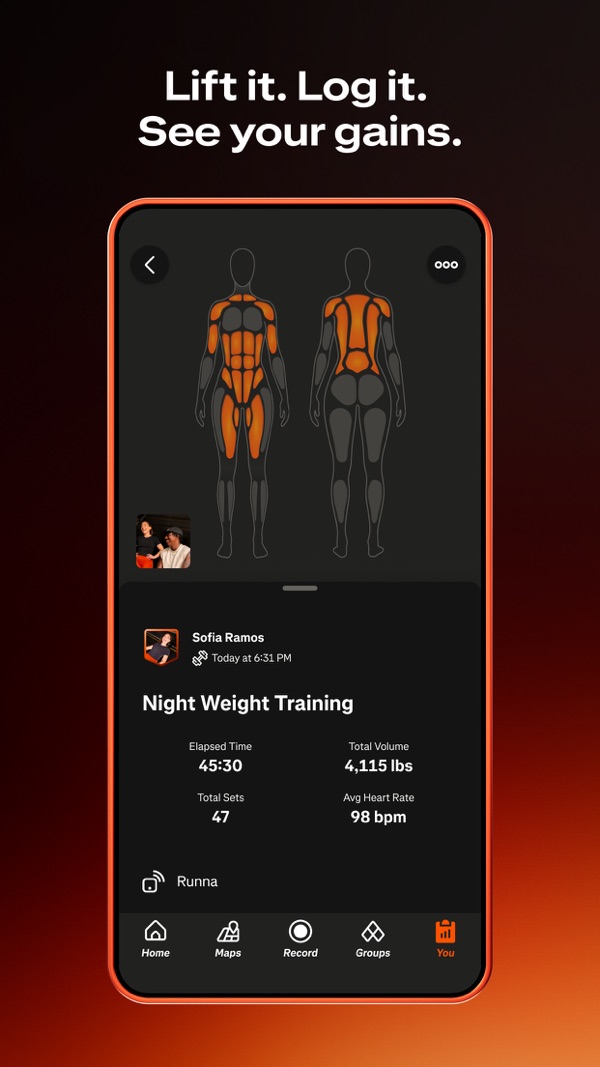 Lift it. Log it.
See your gains.
Sofia Ramos
Today at 6:31 PM
Night Weight Training
Elapsed Time
45:30
Total Volume
4,115 lbs
Total Sets
47
Avg Heart Rate
98 bpm
Runna
Home
Maps
Record
Groups
You